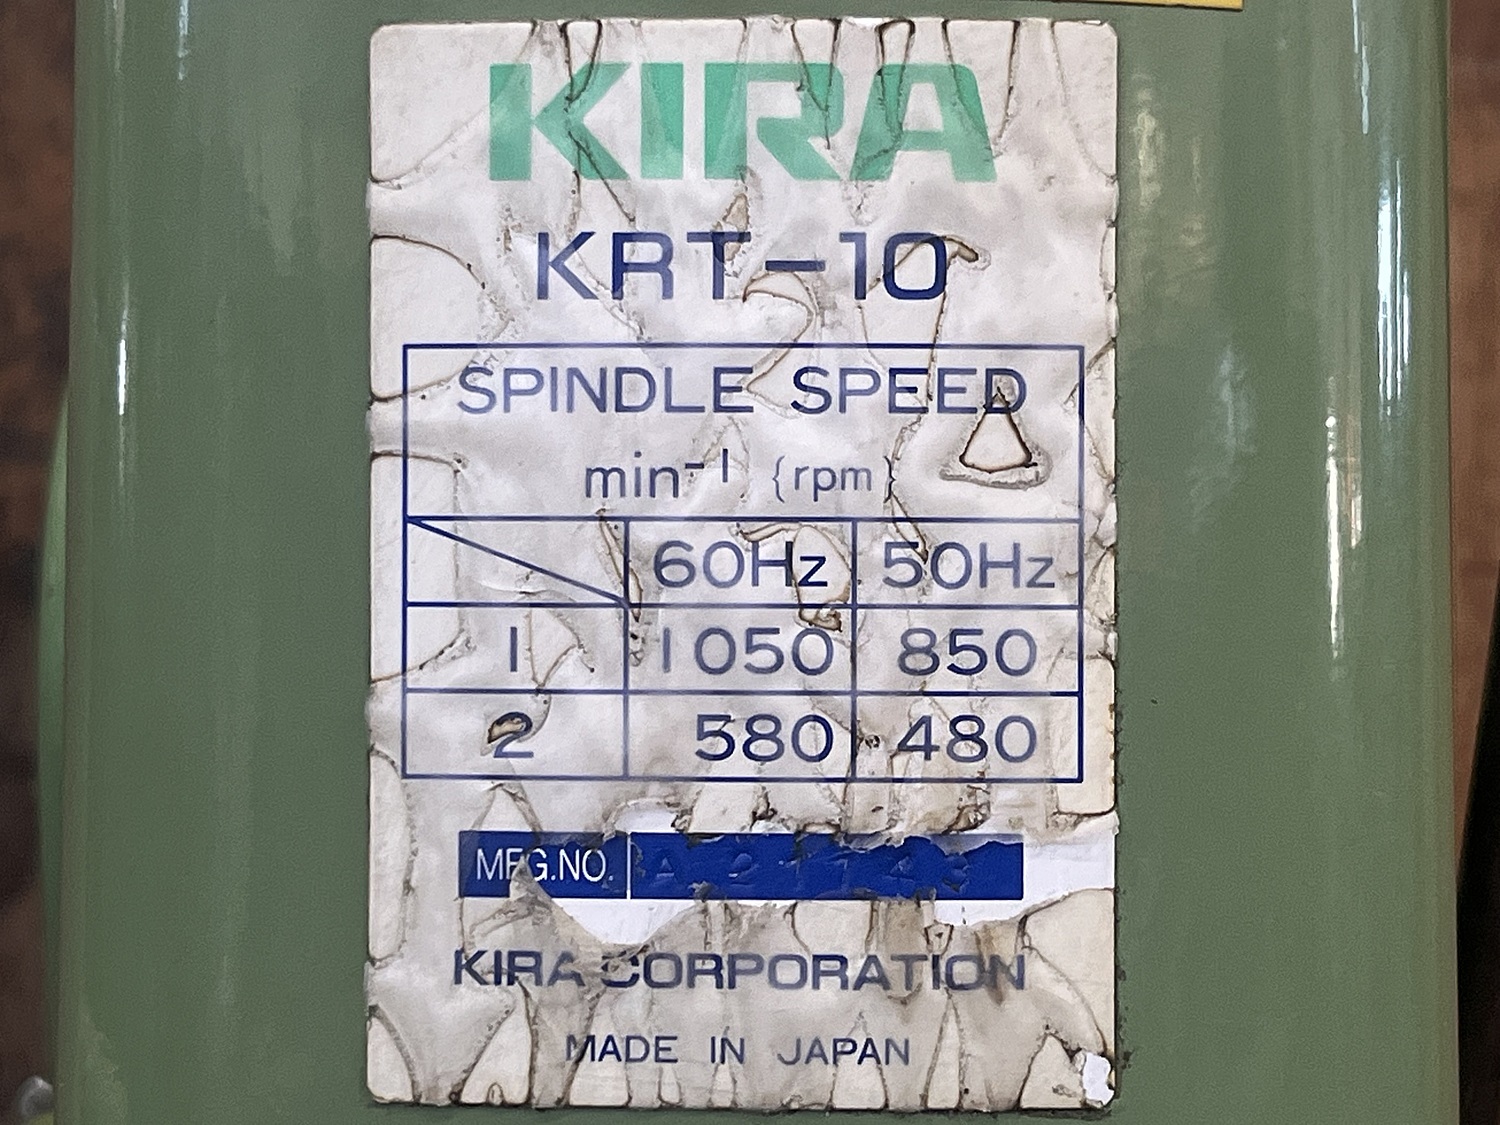 KIRA
KRT-10
SPINDLE SPEED
min⁻¹ {rpm}
60Hz 50Hz
1 1050 850
2 580 480
MFG.NO.
KIRA CORPORATION
MADE IN JAPAN